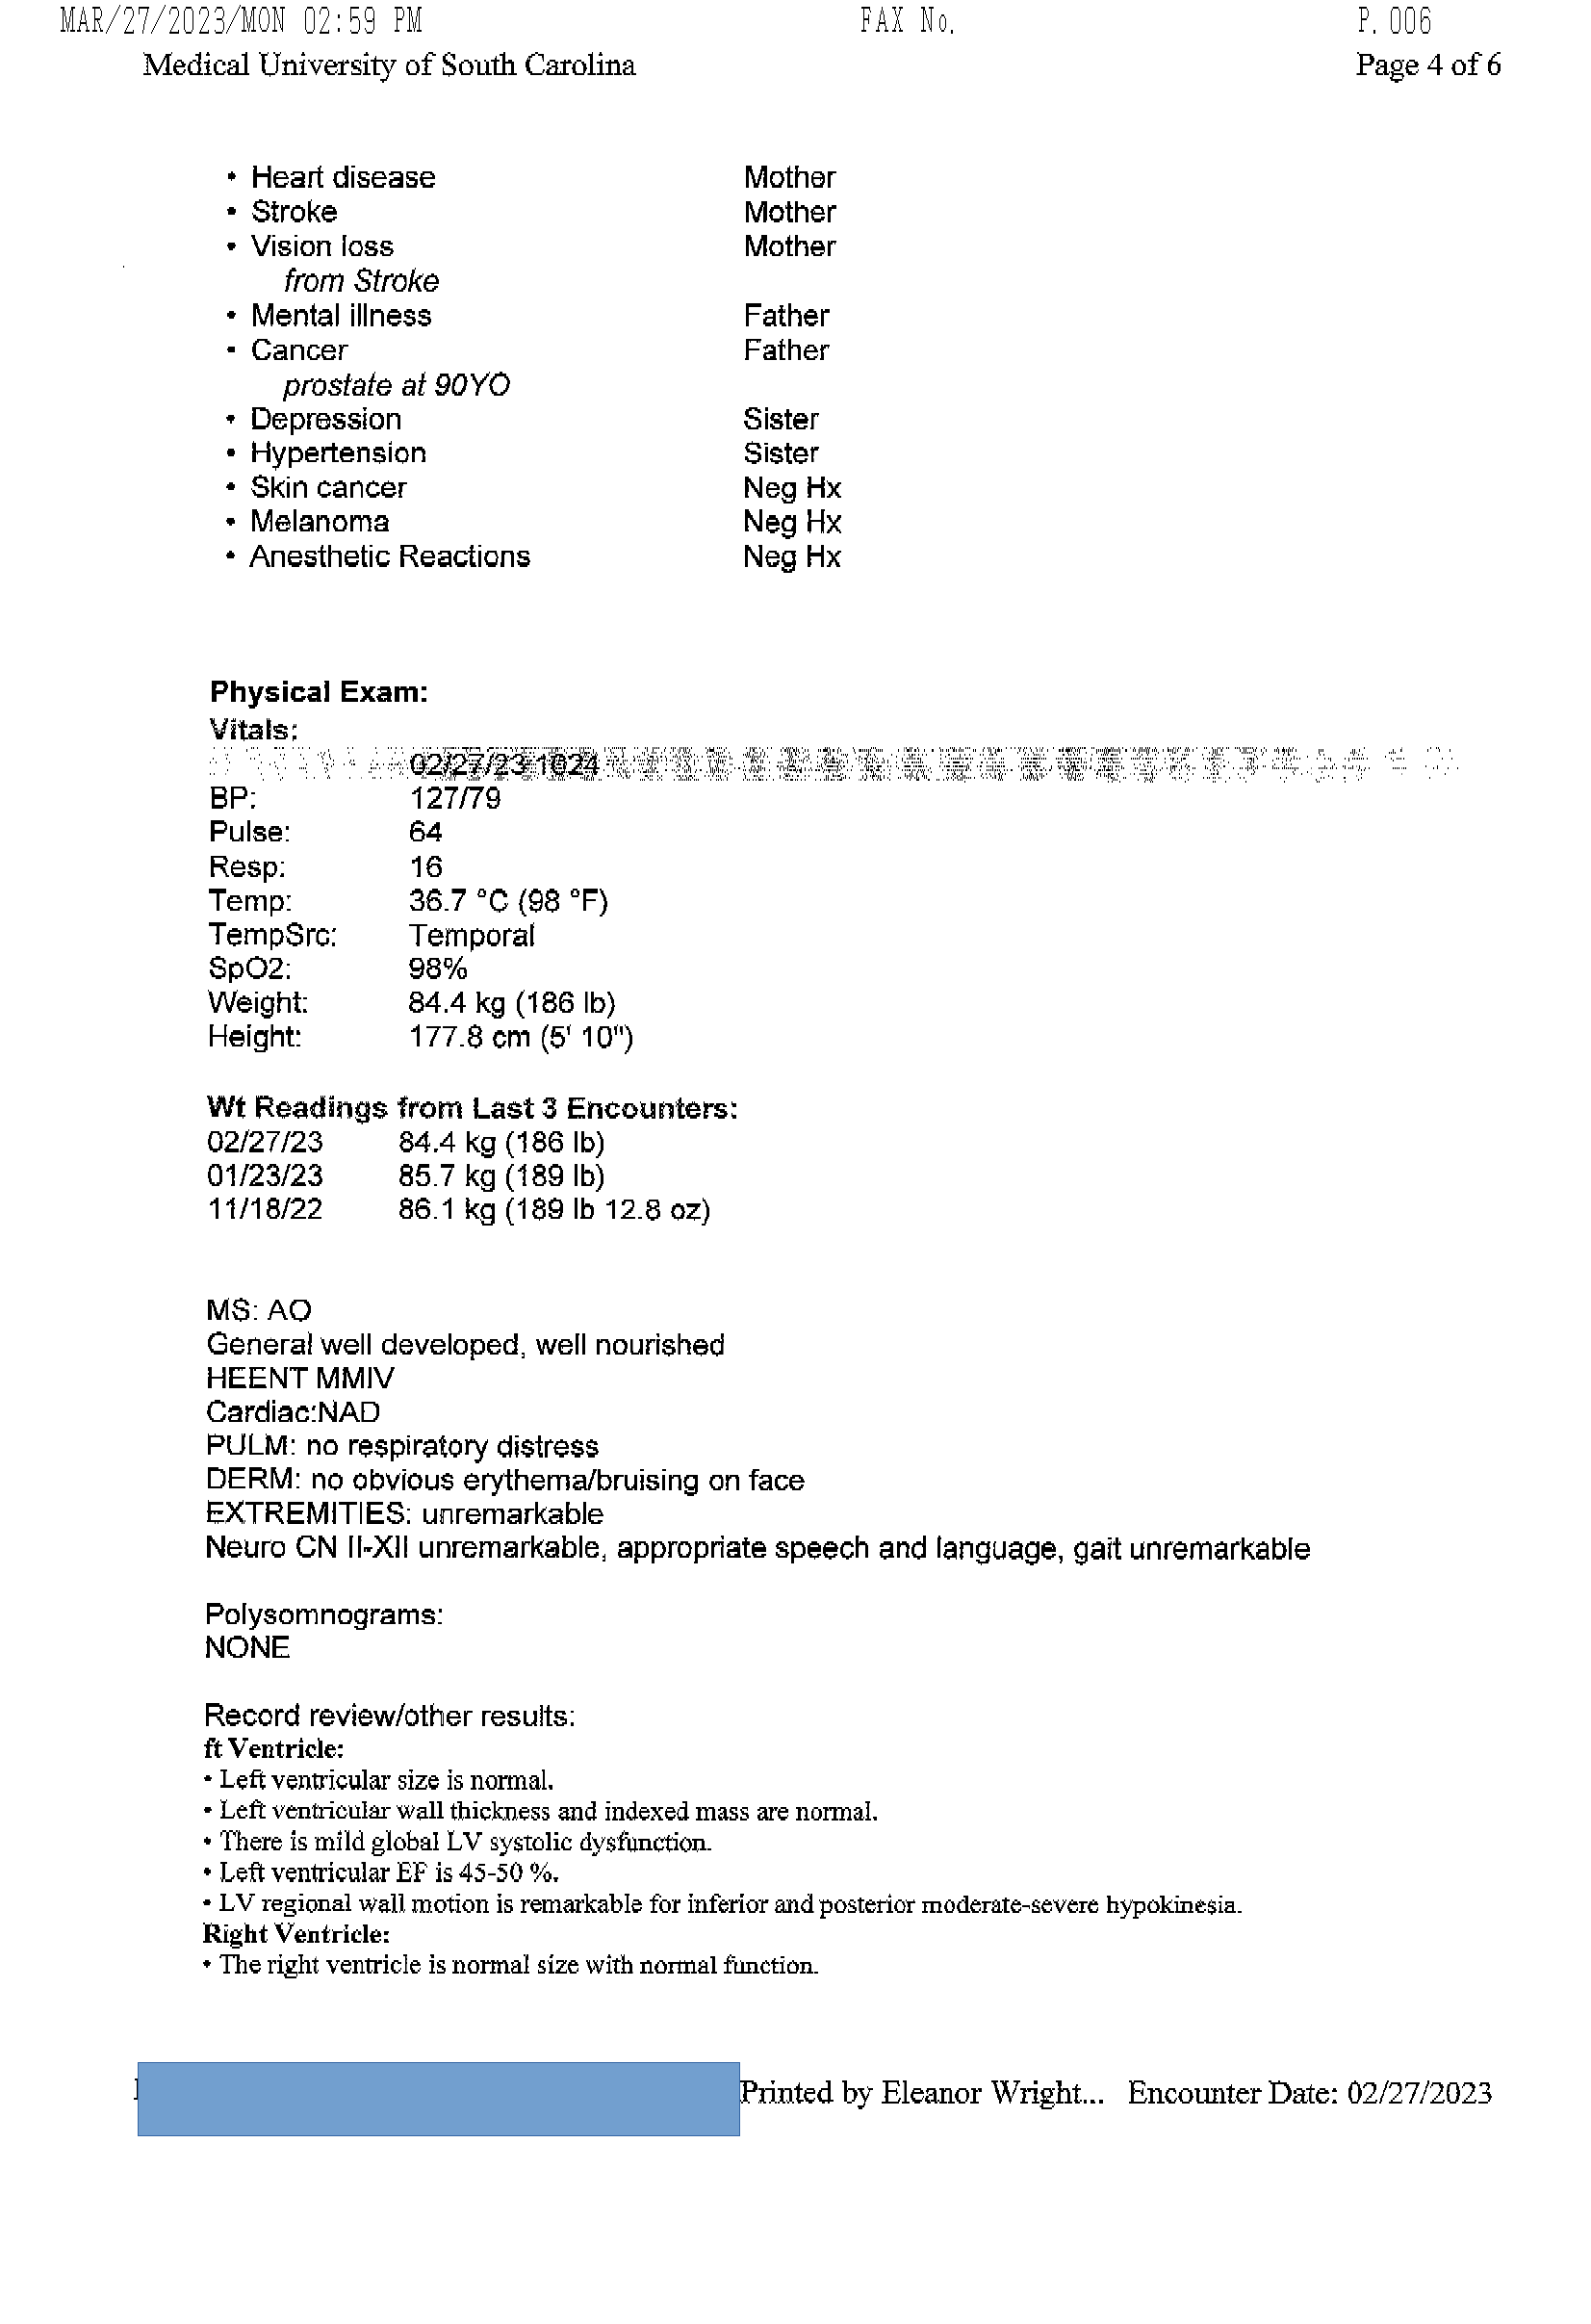 MAR/27/2023/MON 02:59 PM FAX No. P. 006
Medical University of South Carolina Page 4 of 6
• Heart disease Mother
• Stroke Mother
• Vision loss Mother
from Stroke
• Mental illness Father
• Cancer Father
prostate at 90YO
• Depression Sister
• Hypertension Sister
• Skin cancer Neg Hx
• Melanoma Neg Hx
• Anesthetic Reactions Neg Hx
Physical Exam:
Vitals:
02/27/23 1024
BP: 127/79
Pulse: 64
Resp: 16
Temp: 36.7 °C (98 °F)
TempSrc: Temporal
SpO2: 98%
Weight: 84.4 kg (186 lb)
Height: 177.8 cm (5' 10")
Wt Readings from Last 3 Encounters:
02/27/23 84.4 kg (186 lb)
01/23/23 85.7 kg (189 lb)
11/18/22 86.1 kg (189 lb 12.8 oz)
MS: AO
General well developed, well nourished
HEENT MMIV
Cardiac:NAD
PULM: no respiratory distress
DERM: no obvious erythema/bruising on face
EXTREMITIES: unremarkable
Neuro CN II-XII unremarkable, appropriate speech and language, gait unremarkable
Polysomnograms:
NONE
Record review/other results:
ft Ventricle:
• Left ventricular size is normal.
• Left ventricular wall thickness and indexed mass are normal.
• There is mild global LV systolic dysfunction.
• Left ventricular EF is 45-50 %.
• LV regional wall motion is remarkable for inferior and posterior moderate-severe hypokinesia.
Right Ventricle:
• The right ventricle is normal size with normal function.
Printed by Eleanor Wright... Encounter Date: 02/27/2023